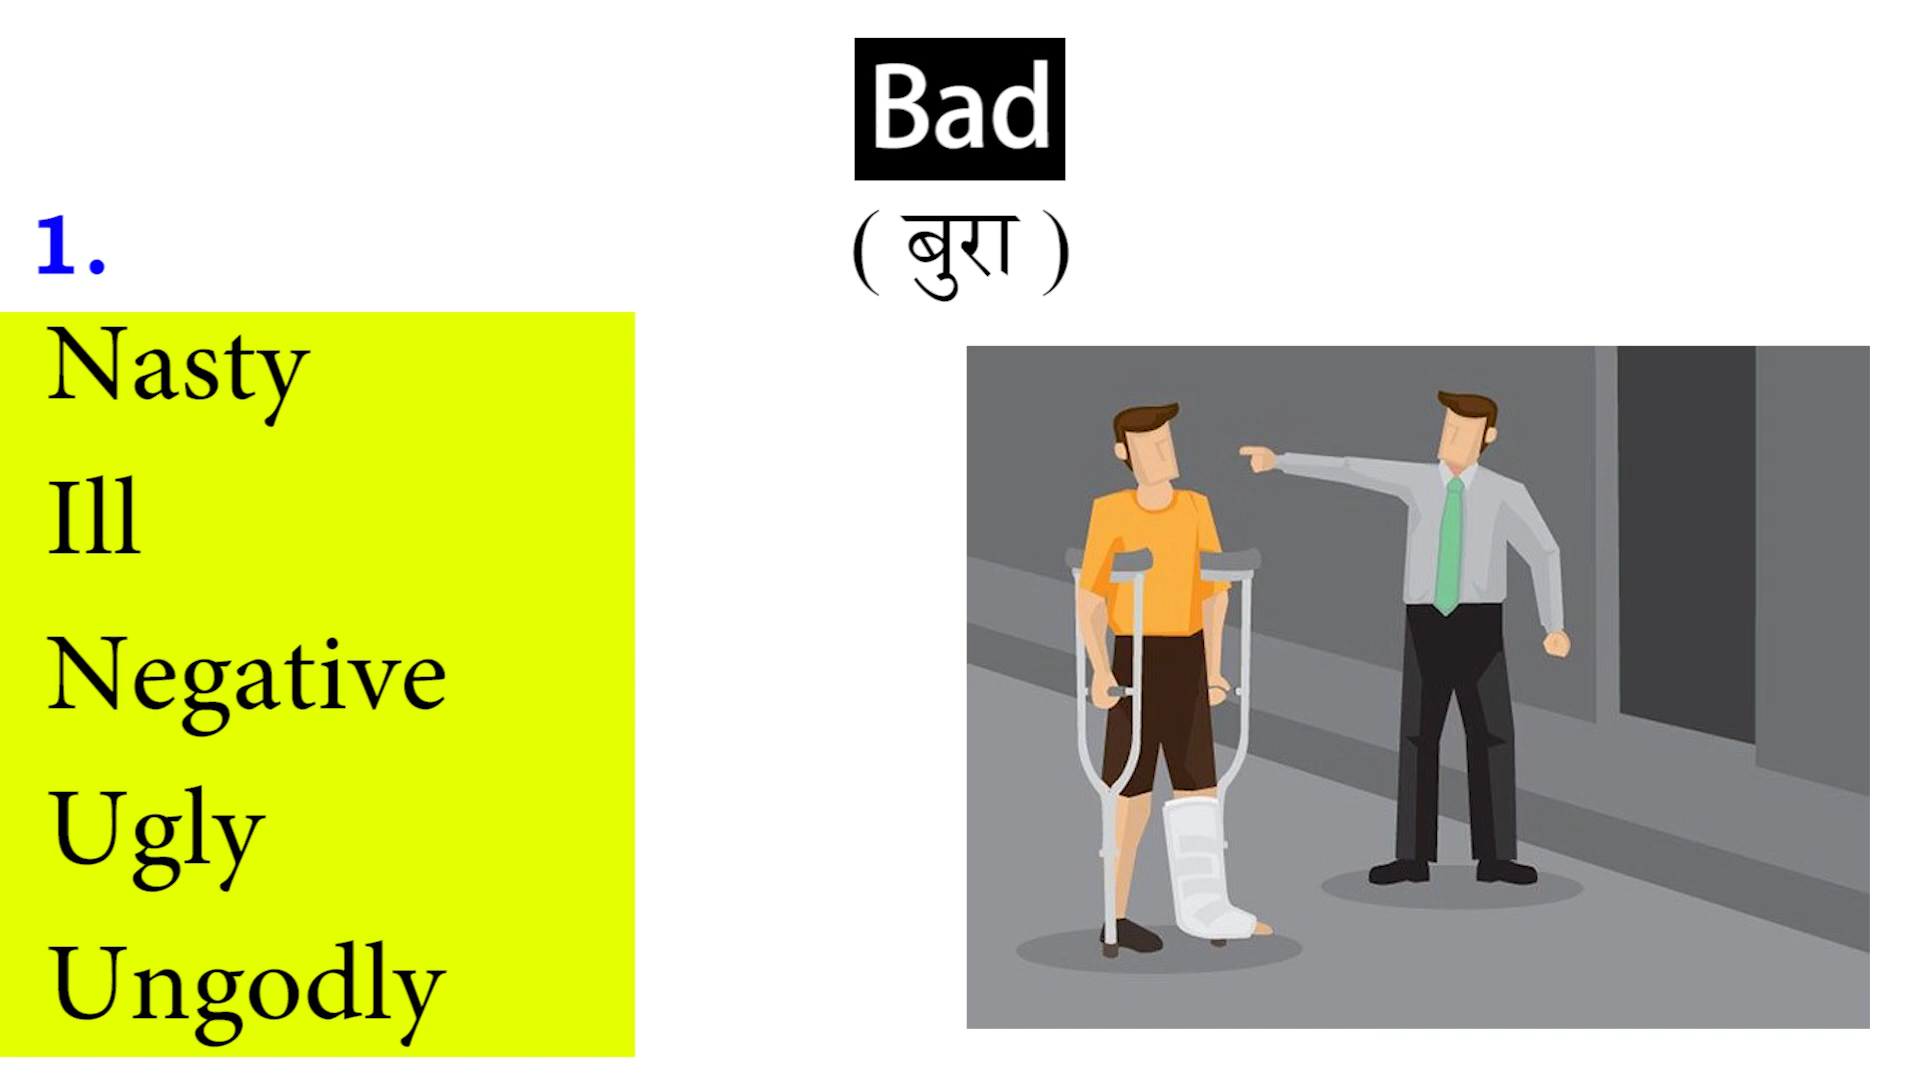 Bad
1.
( बुरा )
Nasty
Ill
Negative
Ugly
Ungodly